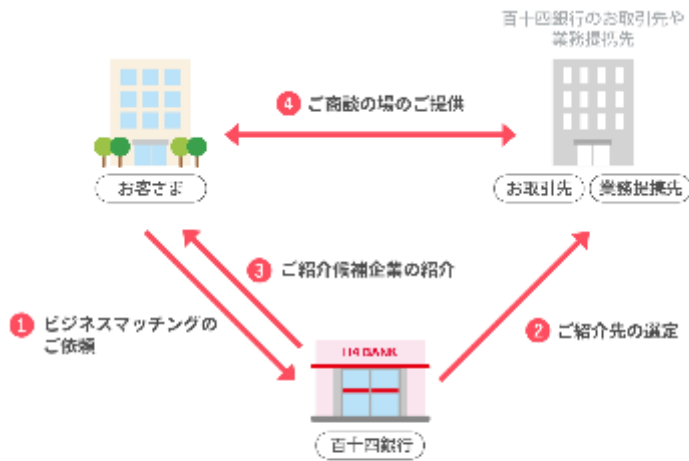 百十四銀行のお取引先や
業務提携先
4 ご商談の場のご提供
お客さま
お取引先 業務提携先
3 ご紹介候補企業の紹介
1 ビジネスマッチングの
ご依頼
2 ご紹介先の選定
114 BANK
百十四銀行